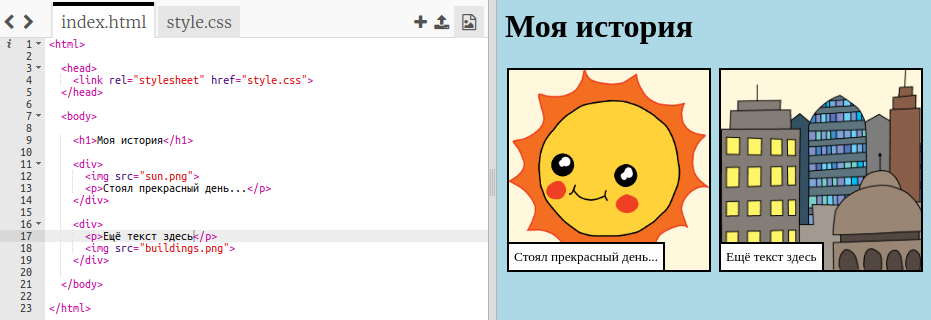 index.html style.css
1 <html>
2
3 <head>
4 <link rel="stylesheet" href="style.css">
5 </head>
6
7 <body>
8
9 <h1>Моя история</h1>
10
11 <div>
12 <img src="sun.png">
13 <p>Стоял прекрасный день...</p>
14 </div>
15
16 <div>
17 <p>Ещё текст здесь</p>
18 <img src="buildings.png">
19 </div>
20
21 </body>
22
23 </html>
Моя история
Стоял прекрасный день...
Ещё текст здесь